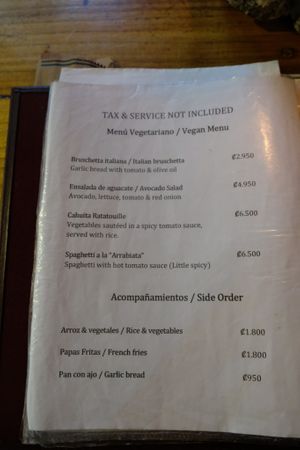 TAX & SERVICE NOT INCLUDED
Menú Vegetariano / Vegan Menu
Bruschetta italiana / Italian bruschetta ₡2.950
Garlic bread with tomato & olive oil
Ensalada de aguacate / Avocado Salad ₡4.950
Avocado, lettuce, tomato & red onion
Cahuita Ratatouille ₡6.500
Vegetables sautéed in a spicy tomato sauce,
served with rice.
Spaghetti a la "Arrabiata" ₡6.500
Spaghetti with hot tomato sauce (Little spicy)
Acompañamientos / Side Order
Arroz & vegetales / Rice & vegetables ₡1.800
Papas Fritas / French fries ₡1.800
Pan con ajo / Garlic bread ₡950